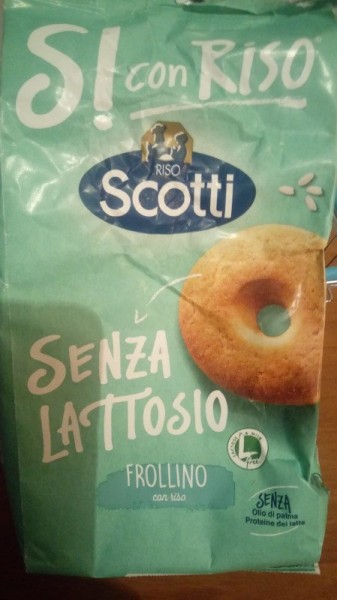 Sì con RISO
RISO
Scotti
SENZA
LATTOSIO
FROLLINO
con riso
SENZA
Olio di palma
Proteine del latte